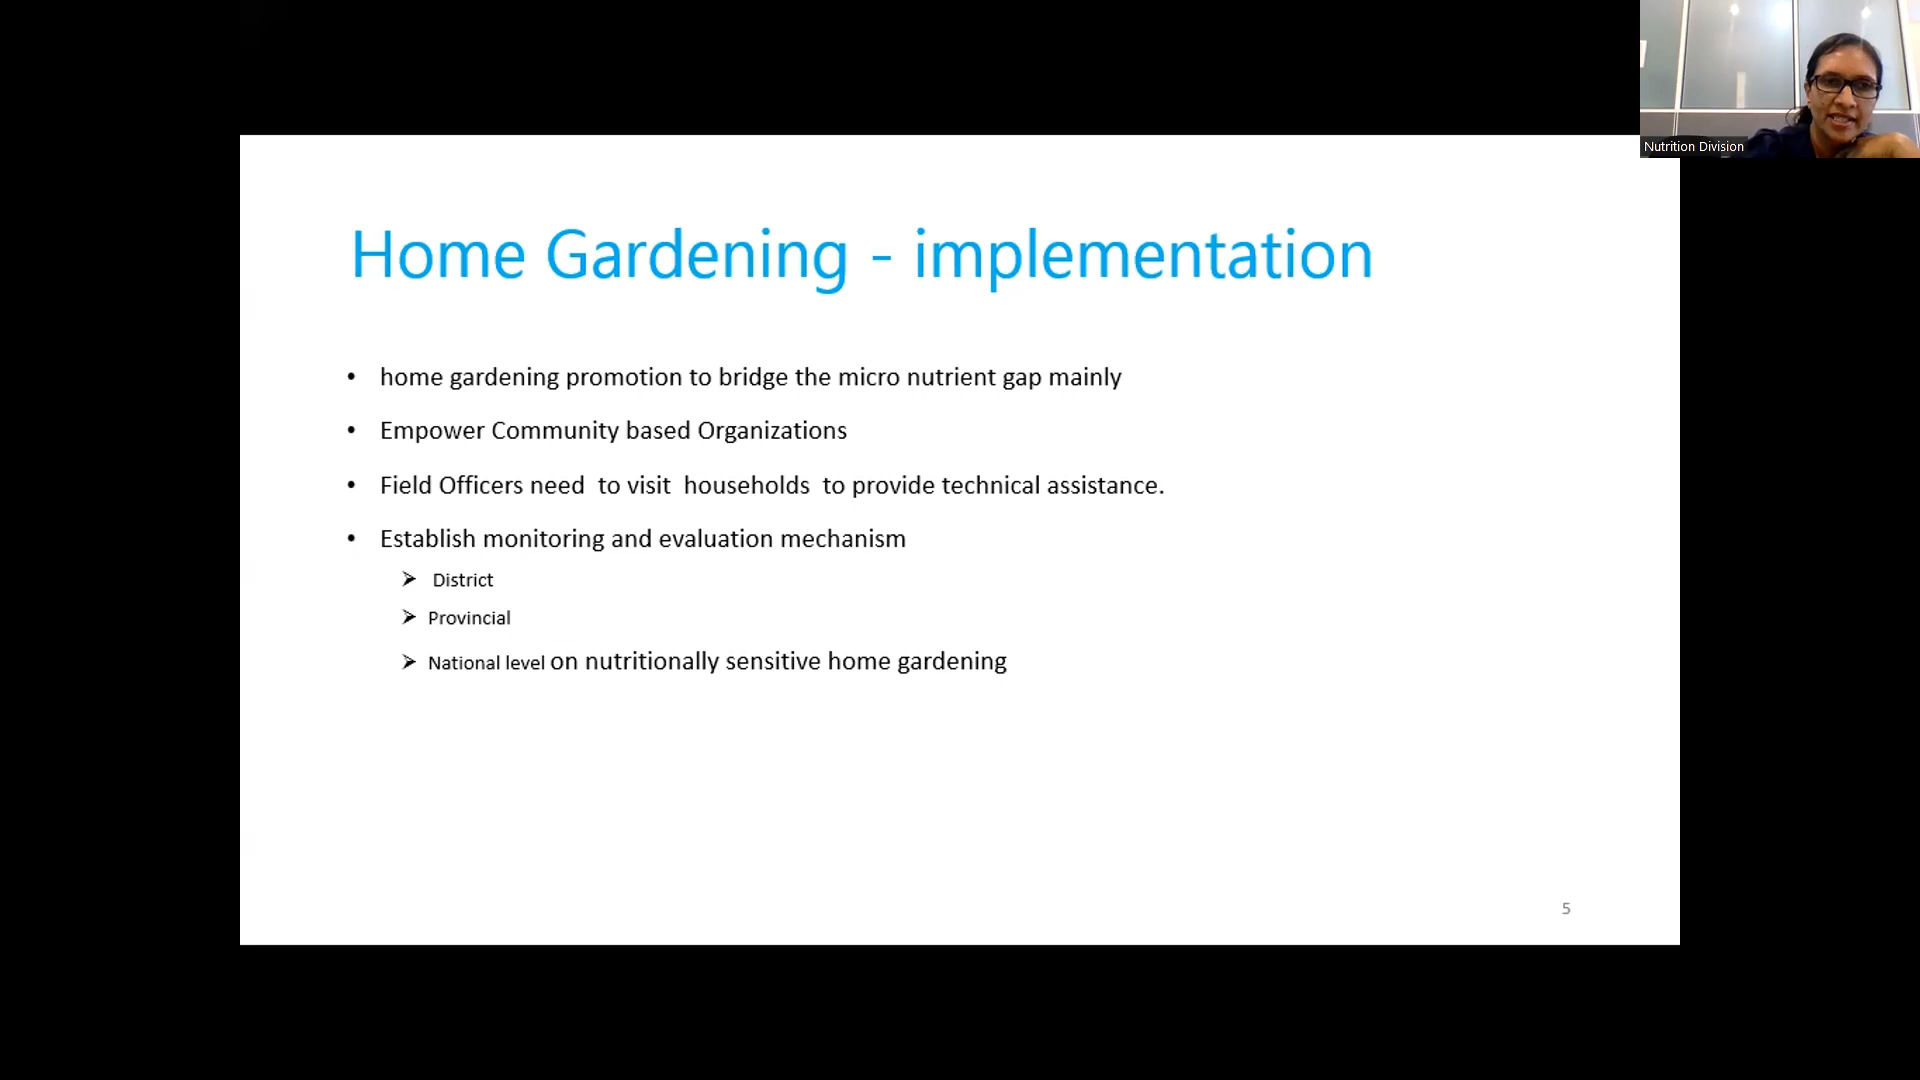 Nutrition Division
Home Gardening - implementation
• home gardening promotion to bridge the micro nutrient gap mainly
• Empower Community based Organizations
• Field Officers need  to visit  households  to provide technical assistance.
• Establish monitoring and evaluation mechanism
➢ District
➢ Provincial
➢ National level on nutritionally sensitive home gardening
5